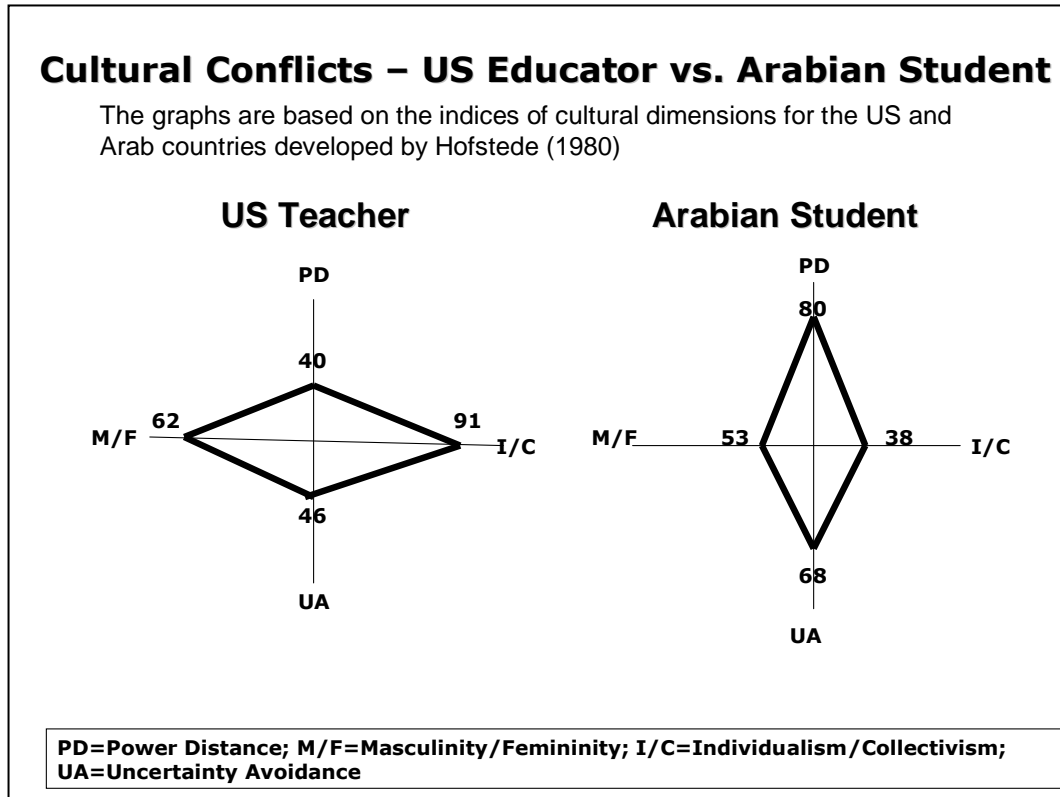 Cultural Conflicts – US Educator vs. Arabian Student
The graphs are based on the indices of cultural dimensions for the US and
Arab countries developed by Hofstede (1980)
US Teacher
PD
40
62
91
M/F
I/C
46
UA
Arabian Student
PD
80
M/F
53
38
I/C
68
UA
PD=Power Distance; M/F=Masculinity/Femininity; I/C=Individualism/Collectivism;
UA=Uncertainty Avoidance